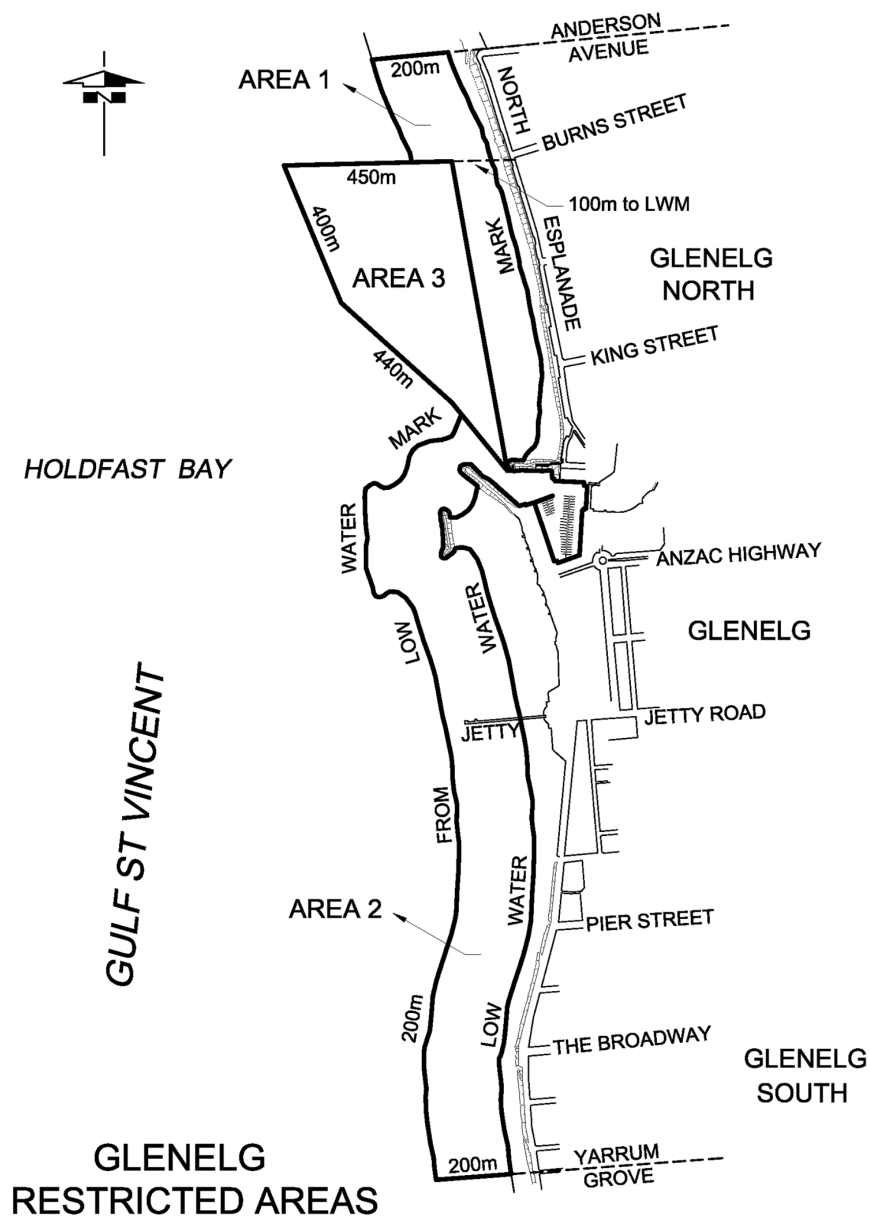 ANDERSON
AVENUE
200m
AREA 1
NORTH
BURNS STREET
N
450m
100m to LWM
400m
MARK
ESPLANADE
AREA 3
GLENELG
NORTH
KING STREET
440m
MARK
HOLDFAST BAY
WATER
ANZAC HIGHWAY
WATER
LOW
GLENELG
JETTY ROAD
JETTY
GULF ST VINCENT
FROM
WATER
AREA 2
PIER STREET
200m
LOW
THE BROADWAY
GLENELG
SOUTH
YARRUM
GROVE
200m
GLENELG
RESTRICTED AREAS